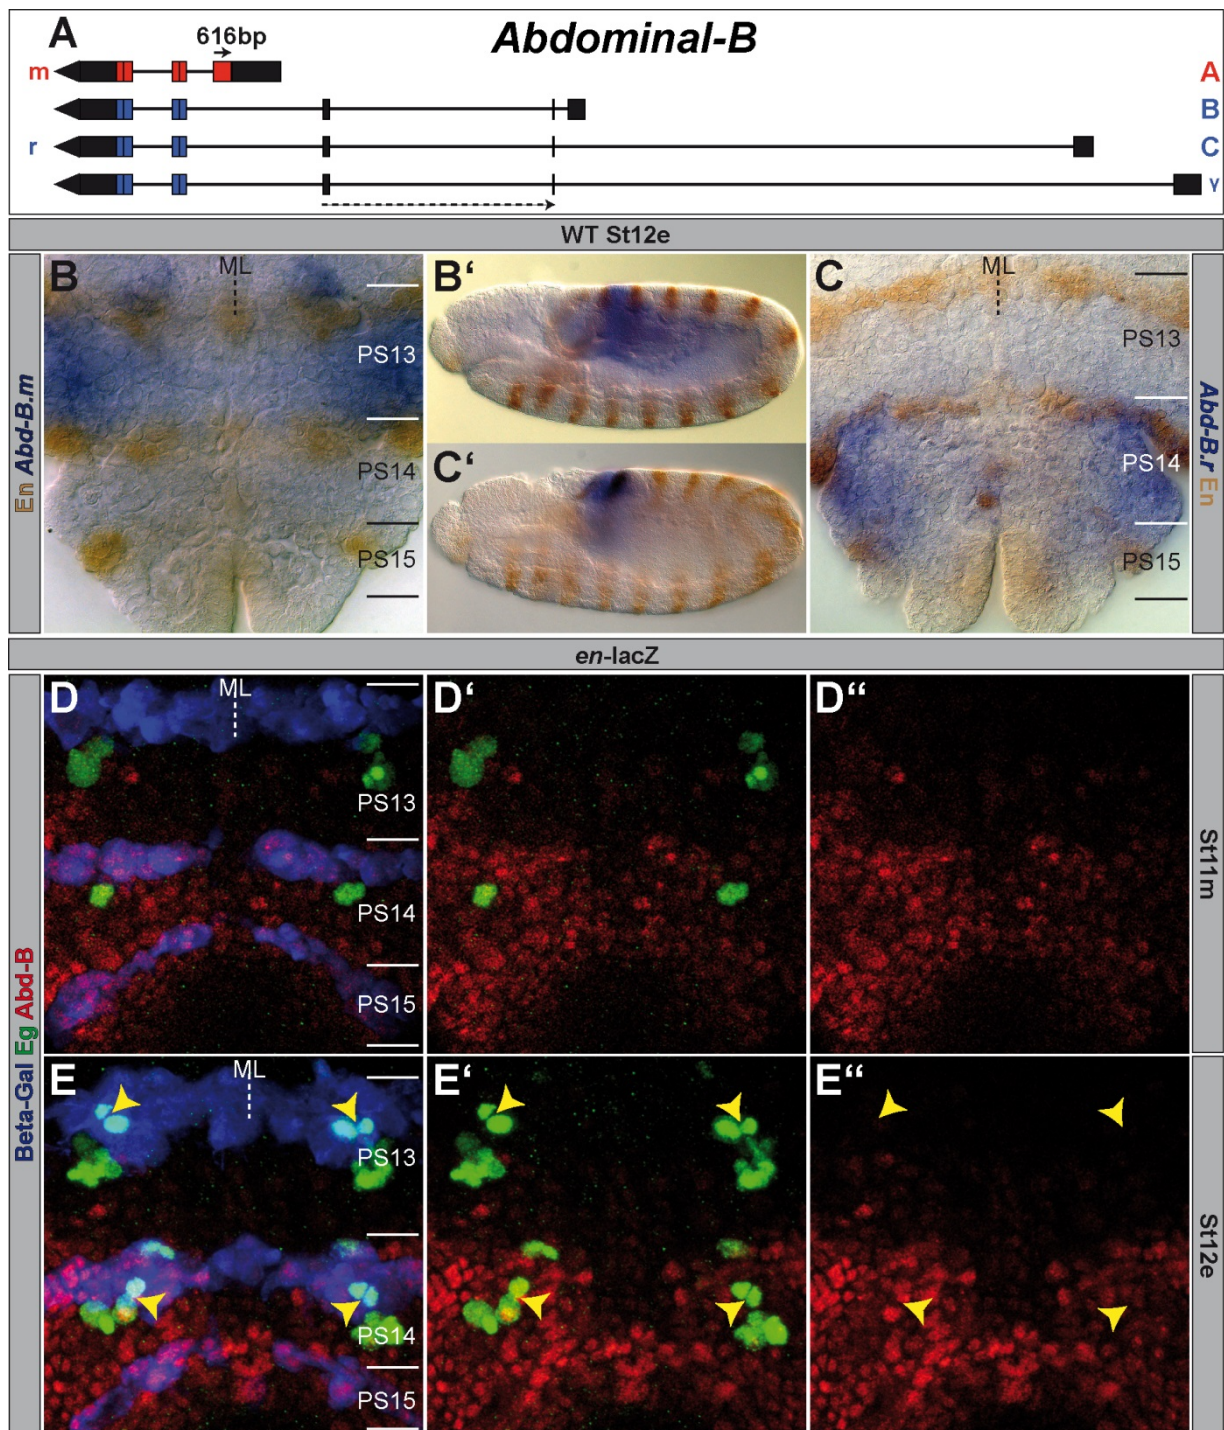 A
616bp
Abdominal-B
m
A
B
r
C
γ
WT St12e
En Abd-B.m
B
ML
PS13
PS14
PS15
B'
C'
C
ML
PS13
PS14
PS15
Abd-B.r En
en-lacZ
Beta-Gal Eg Abd-B
D
ML
PS13
PS14
PS15
D'
D“
St11m
E
ML
PS13
PS14
PS15
E'
E“
St12e